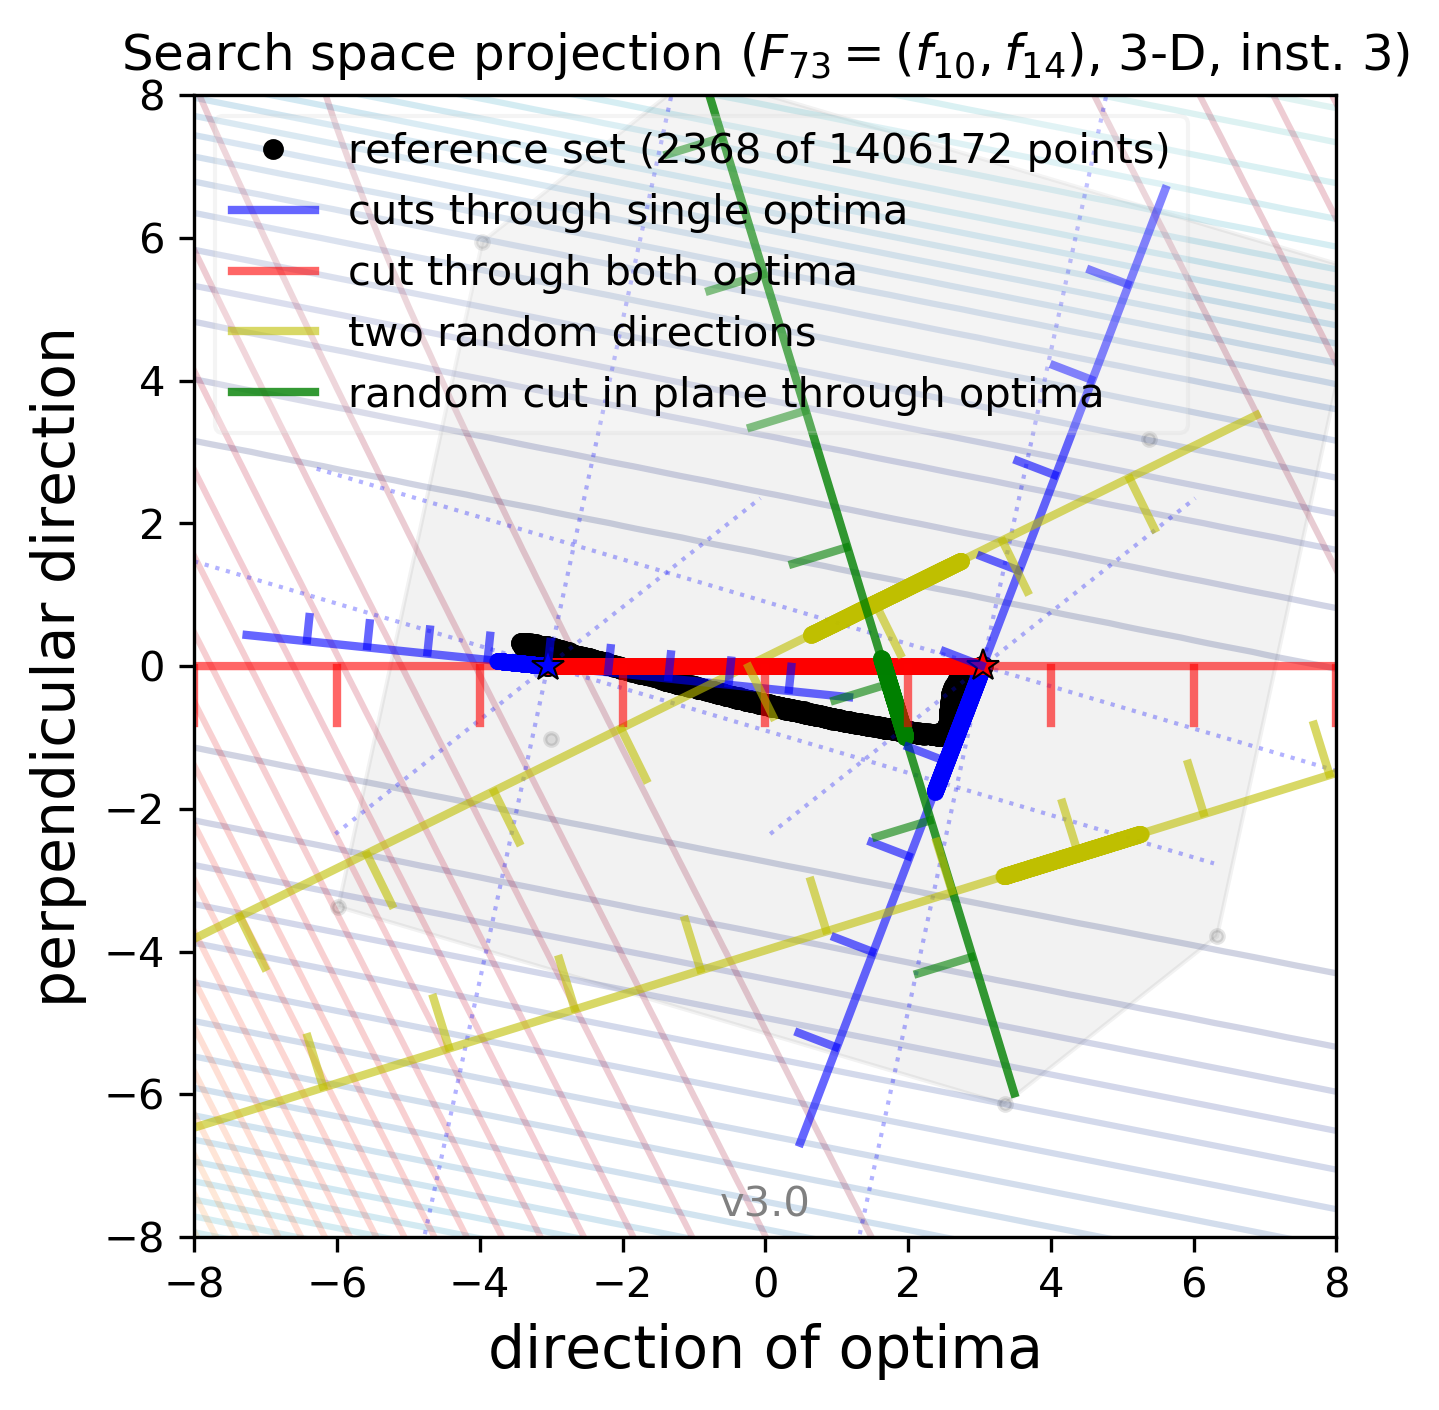 Search space projection (F₇₃ = (f₁₀, f₁₄), 3-D, inst. 3)
8
6
4
2
0
−2
−4
−6
−8
perpendicular direction
reference set (2368 of 1406172 points)
cuts through single optima
cut through both optima
two random directions
random cut in plane through optima
v3.0
−8 −6 −4 −2 0 2 4 6 8
direction of optima